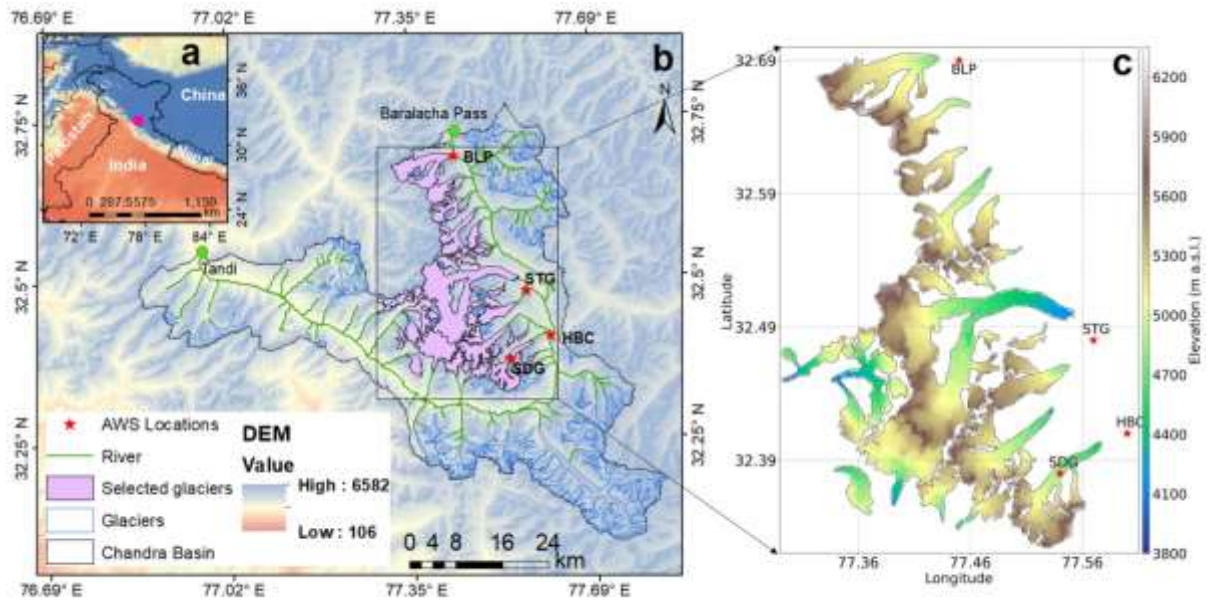 76.69° E 77.02° E 77.35° E 77.69° E
a
China
Pakistan
India
Nepal
36° N
30° N
24° N
0 287.5575 1,150
km
72° E 78° E 84° E
b
N
Baralacha Pass
BLP
Tandi
STG
HBC
SDG
32.75° N
32.5° N
32.25° N
32.75° N
32.5° N
32.25° N
AWS Locations
River
Selected glaciers
Glaciers
Chandra Basin
DEM
Value
High : 6582
Low : 106
0 4 8 16 24
km
76.69° E 77.02° E 77.35° E 77.69° E
c
32.69
32.59
32.49
32.39
Latitude
BLP
STG
HBC
SDG
77.36 77.46 77.56
Longitude
6200
5900
5600
5300
5000
4700
4400
4100
3800
Elevation (m a.s.l.)